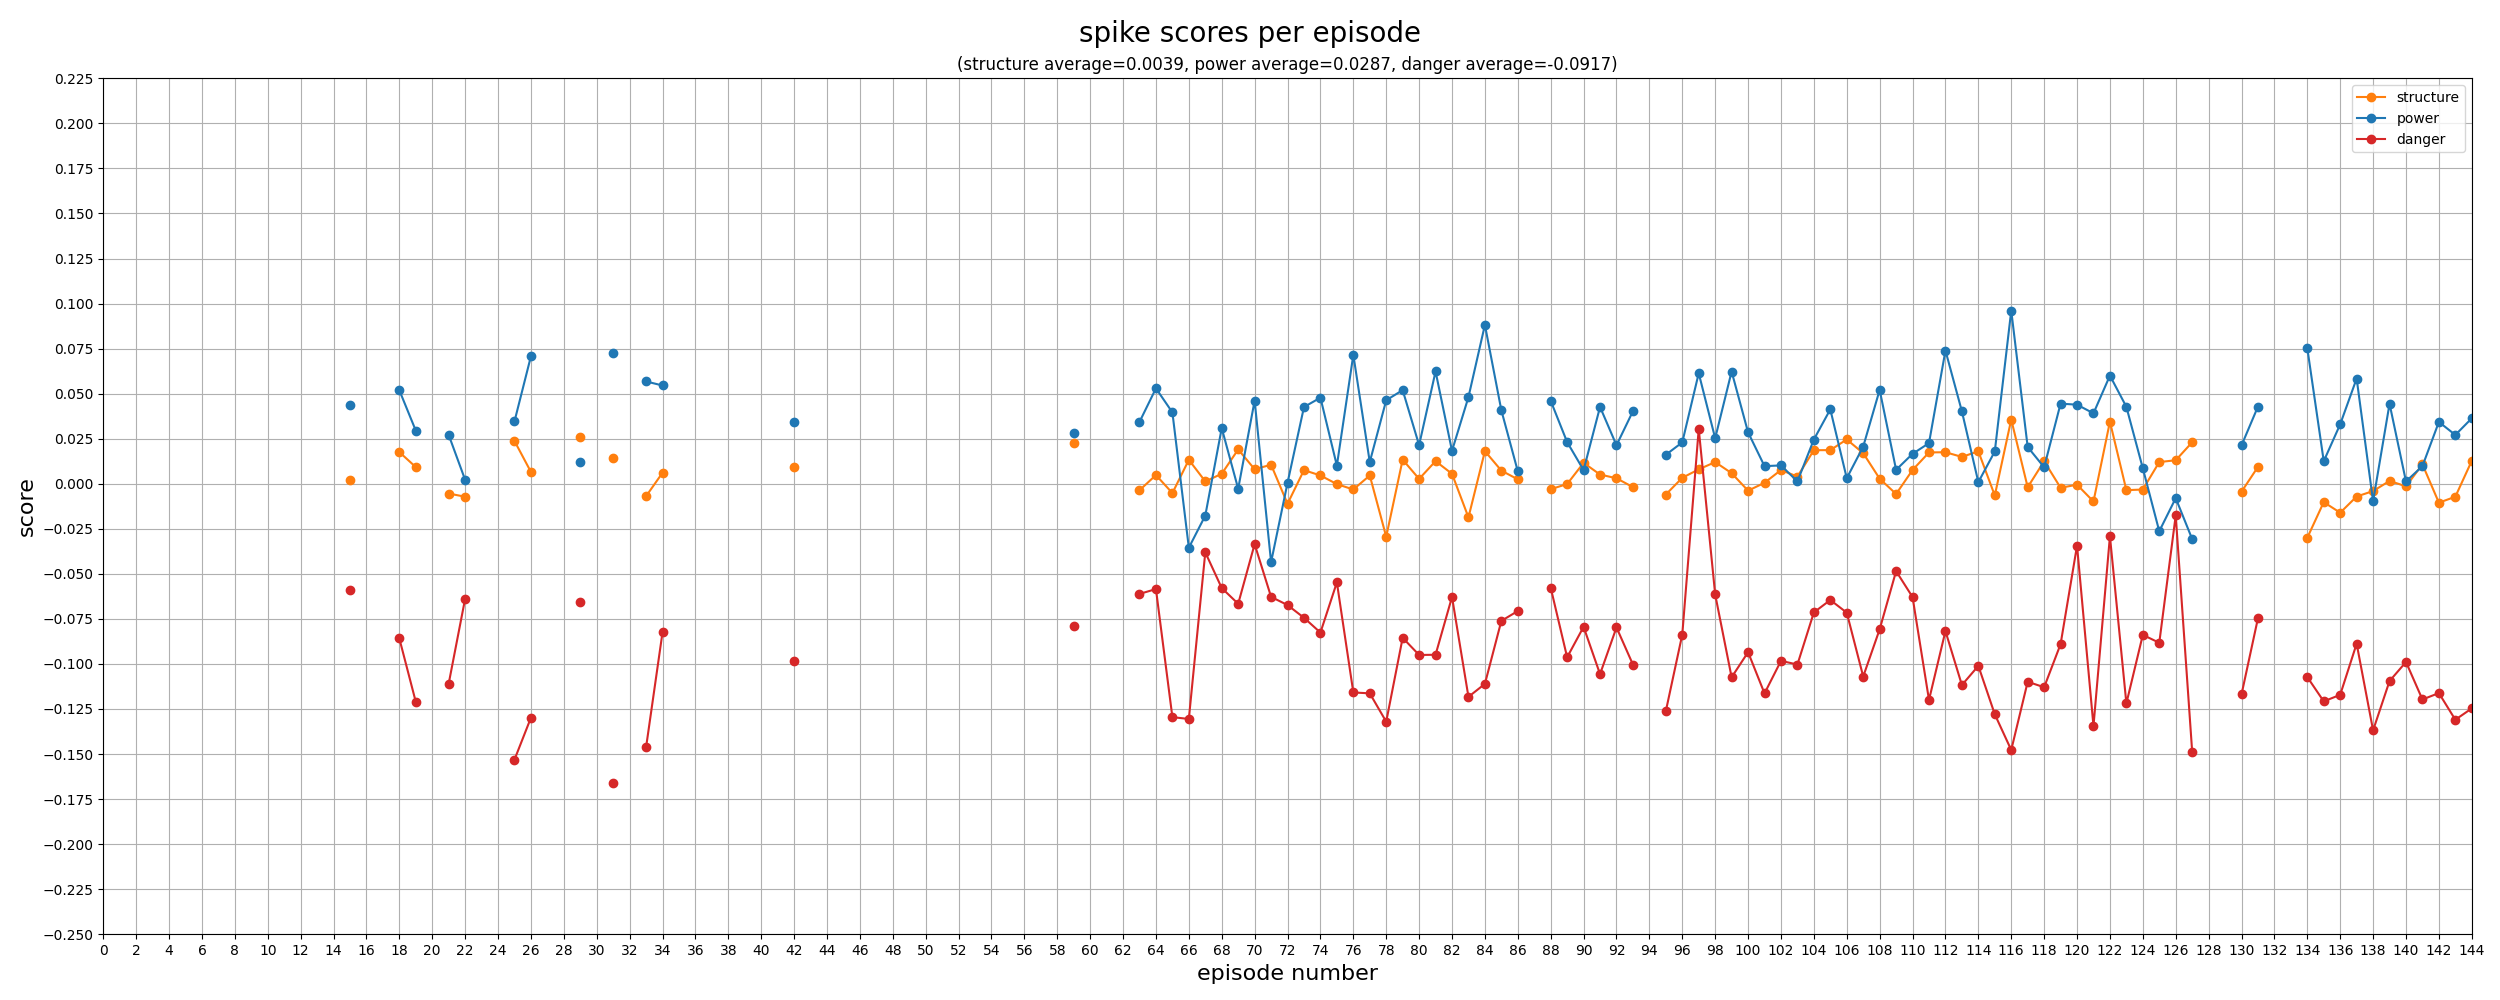 spike scores per episode
(structure average=0.0039, power average=0.0287, danger average=-0.0917)
structure
power
danger
score
0.225
0.200
0.175
0.150
0.125
0.100
0.075
0.050
0.025
0.000
−0.025
−0.050
−0.075
−0.100
−0.125
−0.150
−0.175
−0.200
−0.225
−0.250
0 2 4 6 8 10 12 14 16 18 20 22 24 26 28 30 32 34 36 38 40 42 44 46 48 50 52 54 56 58 60 62 64 66 68 70 72 74 76 78 80 82 84 86 88 90 92 94 96 98 100 102 104 106 108 110 112 114 116 118 120 122 124 126 128 130 132 134 136 138 140 142 144
episode number